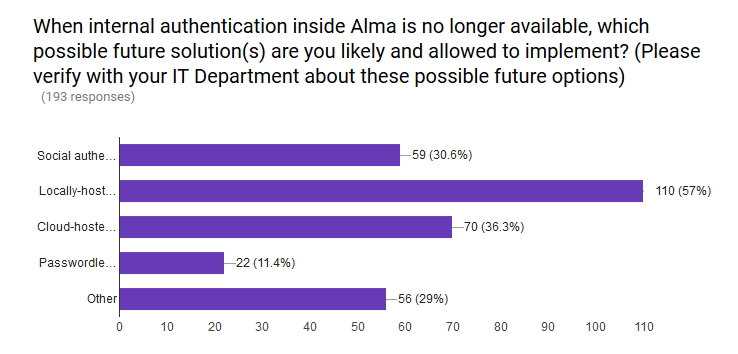 When internal authentication inside Alma is no longer available, which
possible future solution(s) are you likely and allowed to implement? (Please
verify with your IT Department about these possible future options)
(193 responses)
Social authe...
59 (30.6%)
Locally-host...
110 (57%)
Cloud-hoste...
70 (36.3%)
Passwordle...
22 (11.4%)
Other
56 (29%)
0 10 20 30 40 50 60 70 80 90 100 110